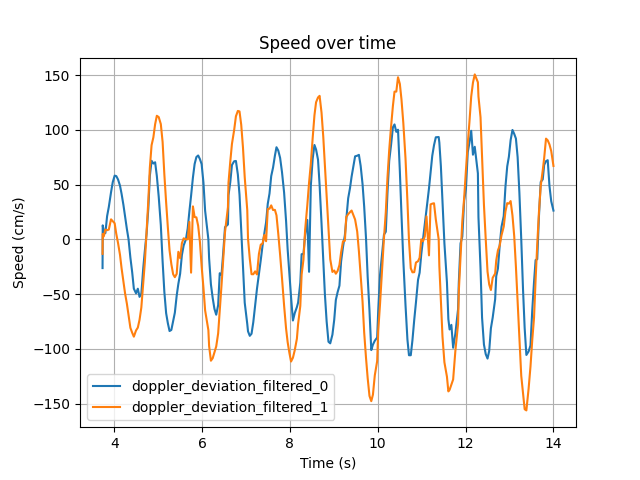 Speed over time
150
100
50
0
−50
−100
−150
Speed (cm/s)
doppler_deviation_filtered_0
doppler_deviation_filtered_1
4 6 8 10 12 14
Time (s)